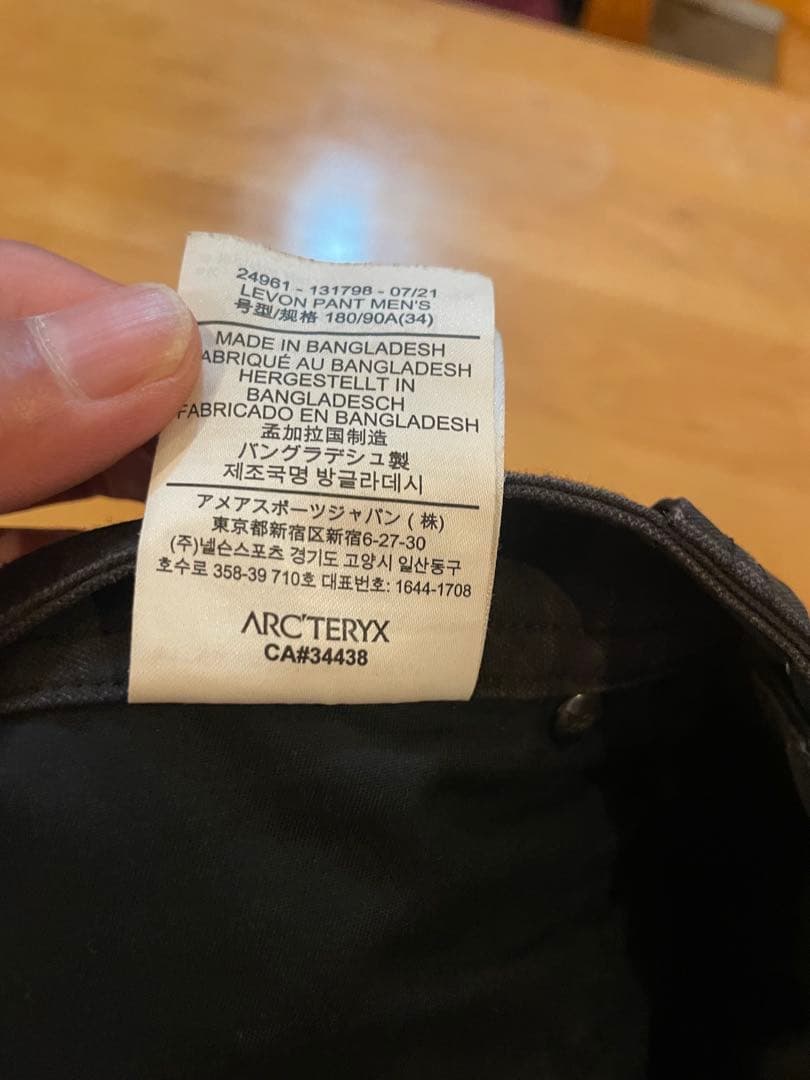 24961 - 131798 - 07/21
LEVON PANT MEN'S
号型/规格 180/90A(34)
MADE IN BANGLADESH
FABRIQUÉ AU BANGLADESH
HERGESTELLT IN
BANGLADESCH
FABRICADO EN BANGLADESH
孟加拉国制造
バングラデシュ製
제조국명 방글라데시
アメアスポーツジャパン (株)
東京都新宿区新宿6-27-30
(주)넬슨스포츠 경기도 고양시 일산동구
호수로 358-39 710호 대표번호: 1644-1708
ARC'TERYX
CA#34438